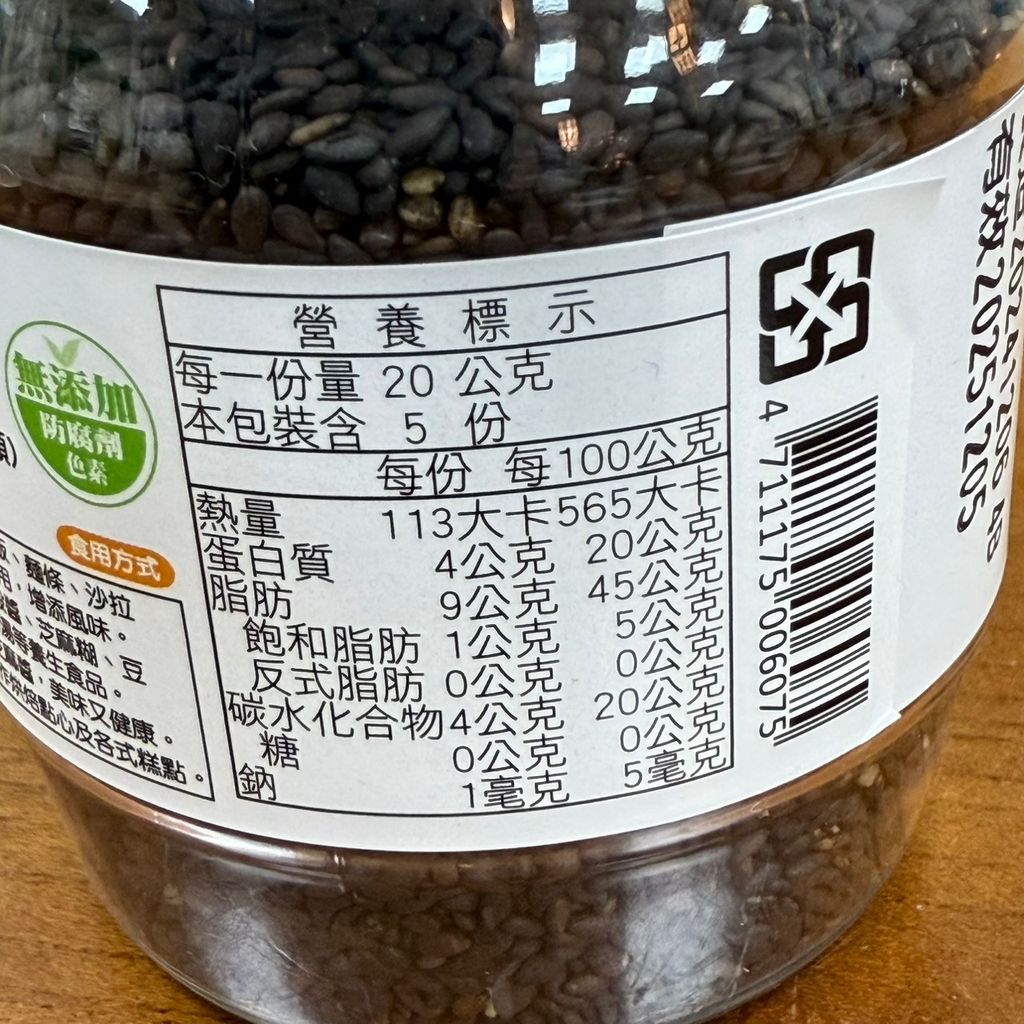 營養標示
每一份量 20 公克
本包裝含 5 份
每份 每100公克
熱量 113大卡 565大卡
蛋白質 4公克 20公克
脂肪 9公克 45公克
飽和脂肪 1公克 5公克
反式脂肪 0公克 0公克
碳水化合物 4公克 20公克
糖 0公克 0公克
鈉 1毫克 5毫克
無添加
防腐劑
色素
食用方式
、麵條、沙拉
用,增添風味。
、芝麻糊、豆
等養生食品。
,美味又健康。
點心及各式糕點。
4 711175 006075
20241206 4B
有效20251205